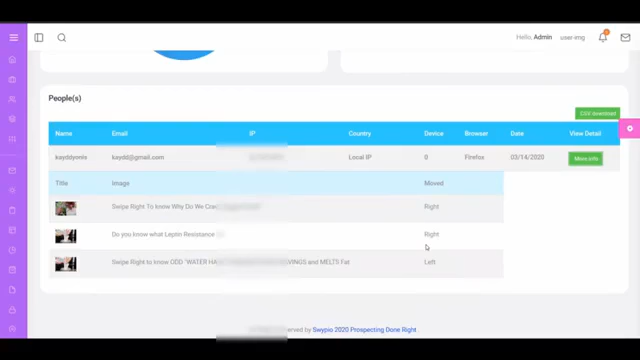 Hello, Admin user-img
People(s)
CSV download
Name Email IP Country Device Browser Date View Detail
kayddyonis kaydd@gmail.com Local IP 0 Firefox 03/14/2020 More info
Title Image Moved
Swipe Right To know Why Do We Right
Do you know what Leptin Resistance Right
Swipe Right to know ODD "WATER VINGS and MELTS Fat Left
erved by Swypio 2020 Prospecting Done Right.